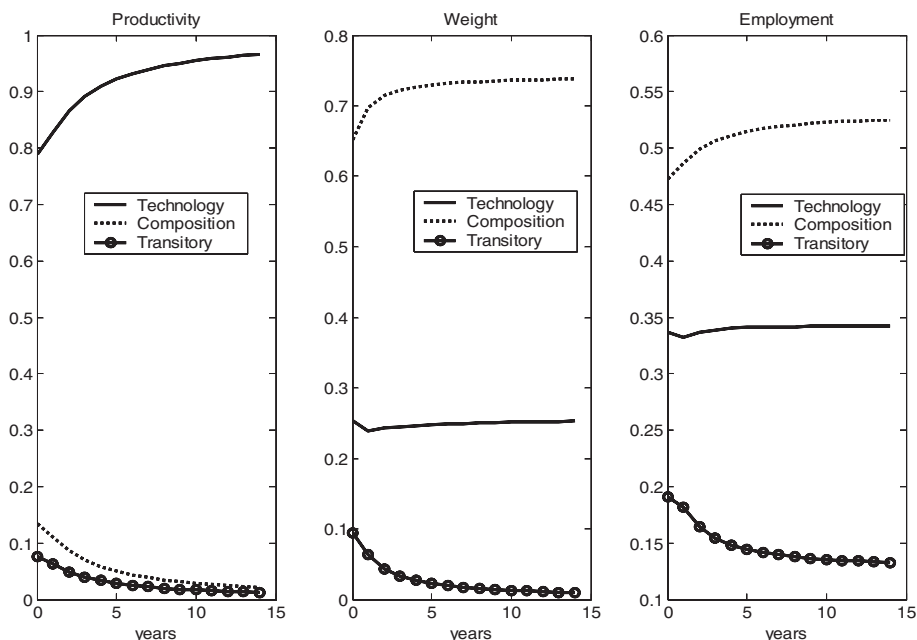 Productivity
1
0.9
0.8
0.7
0.6
0.5
0.4
0.3
0.2
0.1
0
0 5 10 15
years
Technology
Composition
Transitory
Weight
0.8
0.7
0.6
0.5
0.4
0.3
0.2
0.1
0
0 5 10 15
years
Technology
Composition
Transitory
Employment
0.6
0.55
0.5
0.45
0.4
0.35
0.3
0.25
0.2
0.15
0.1
0 5 10 15
years
Technology
Composition
Transitory